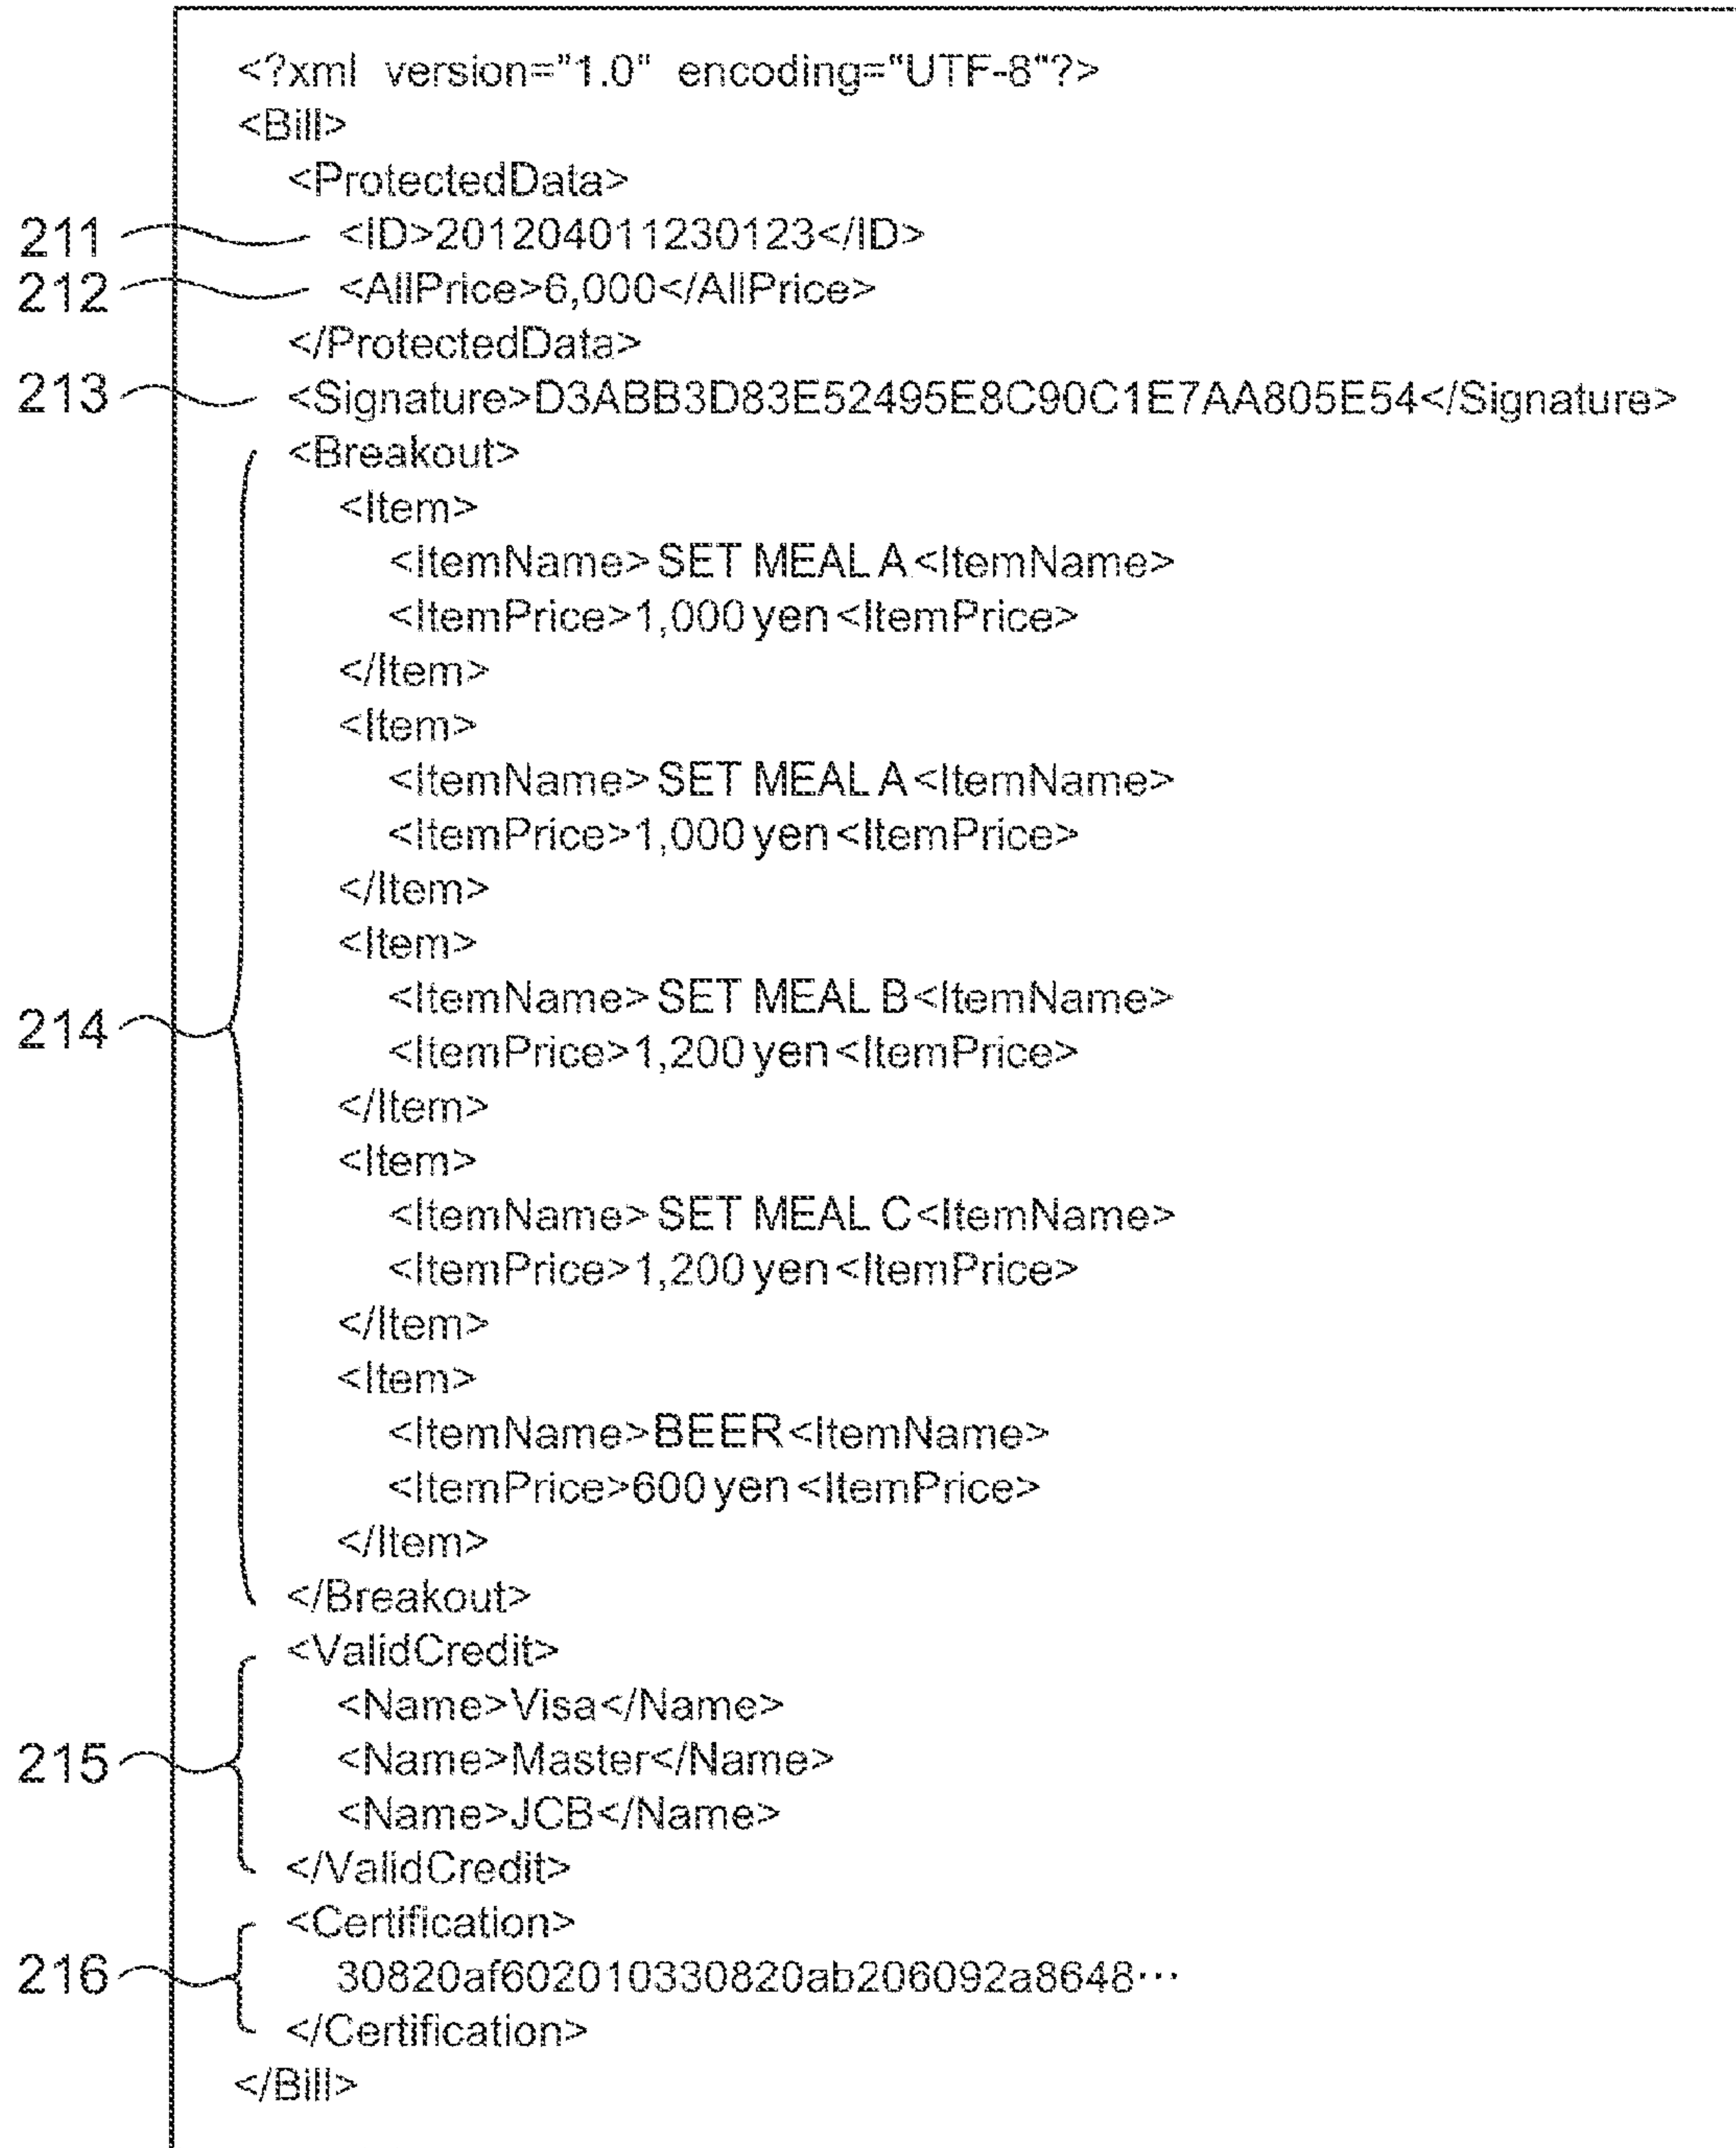 <?xml version="1.0" encoding="UTF-8"?>
<Bill>
<ProtectedData>
211 <ID>201204011230123</ID>
212 <AllPrice>6,000</AllPrice>
</ProtectedData>
213 <Signature>D3ABB3D83E52495E8C90C1E7AA805E54</Signature>
<Breakout>
<Item>
<ItemName>SET MEAL A<ItemName>
<ItemPrice>1,000 yen<ItemPrice>
</Item>
<Item>
<ItemName>SET MEAL A<ItemName>
<ItemPrice>1,000 yen<ItemPrice>
</Item>
<Item>
<ItemName>SET MEAL B<ItemName>
214 <ItemPrice>1,200 yen<ItemPrice>
</Item>
<Item>
<ItemName>SET MEAL C<ItemName>
<ItemPrice>1,200 yen<ItemPrice>
</Item>
<Item>
<ItemName>BEER<ItemName>
<ItemPrice>600 yen<ItemPrice>
</Item>
</Breakout>
<ValidCredit>
<Name>Visa</Name>
215 <Name>Master</Name>
<Name>JCB</Name>
</ValidCredit>
<Certification>
216 30820af602010330820ab206092a8648…
</Certification>
</Bill>